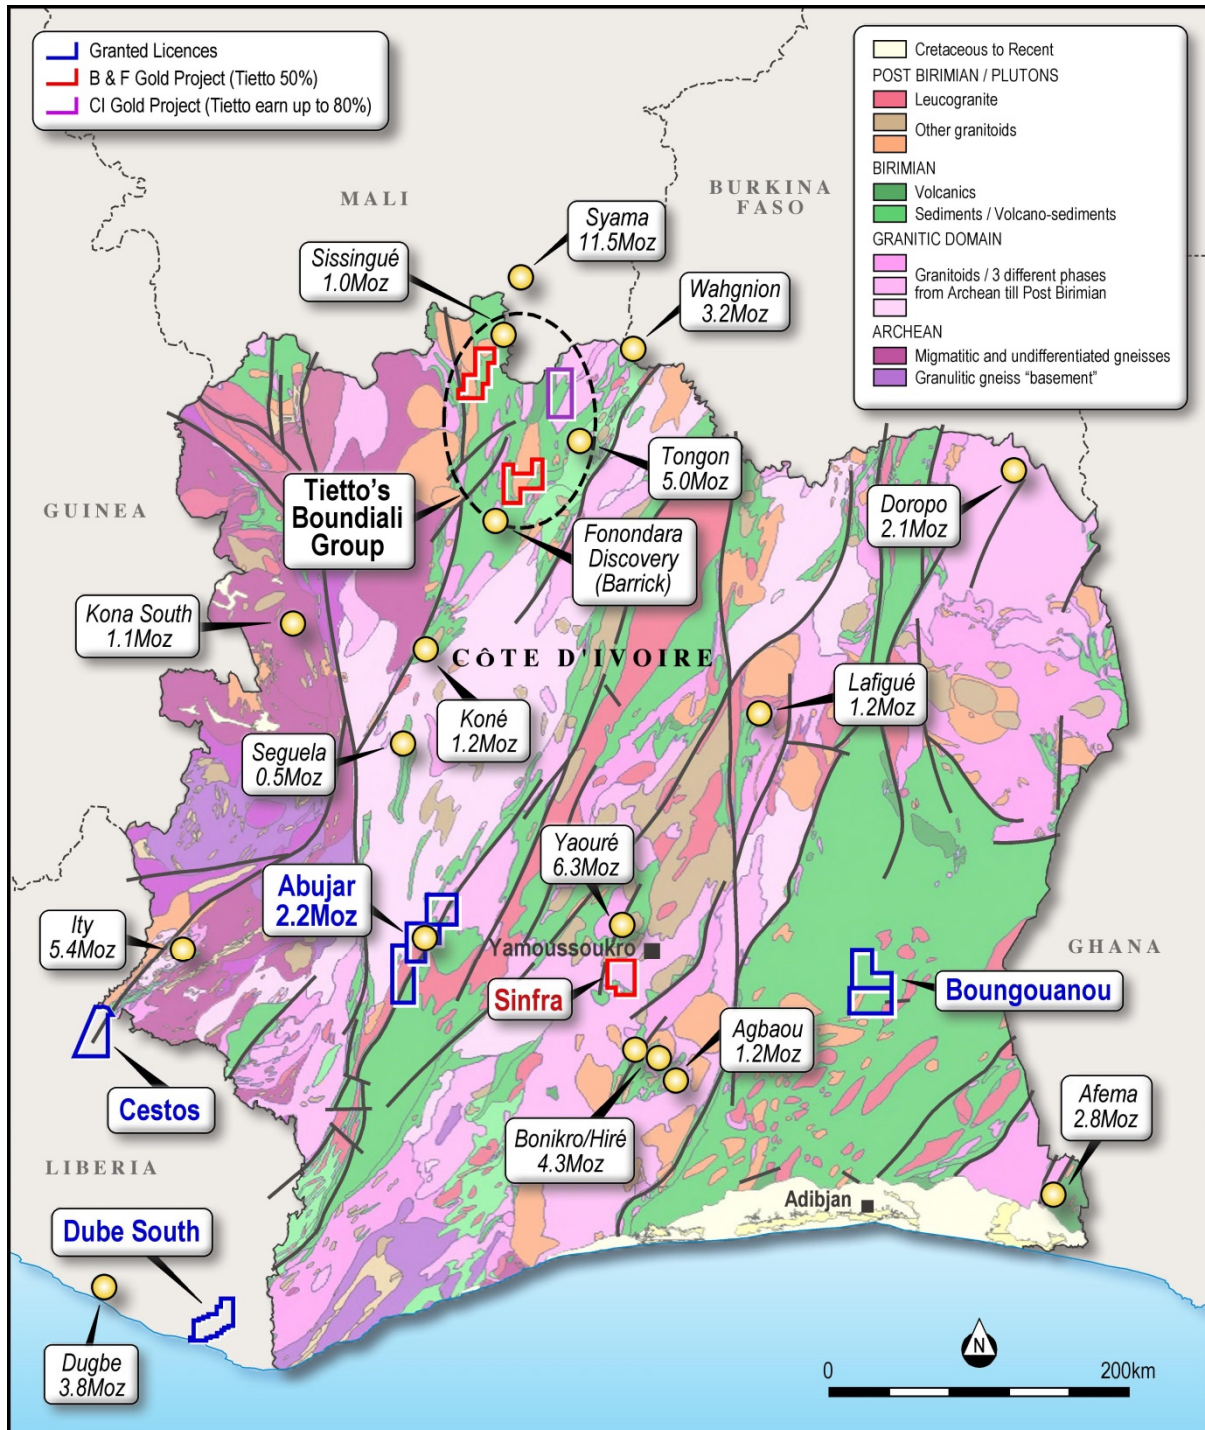 Granted Licences
B & F Gold Project (Tietto 50%)
CI Gold Project (Tietto earn up to 80%)
Cretaceous to Recent
POST BIRIMIAN / PLUTONS
Leucogranite
Other granitoids
BIRIMIAN
Volcanics
Sediments / Volcano-sediments
GRANITIC DOMAIN
Granitoids / 3 different phases
from Archean till Post Birimian
ARCHEAN
Migmatitic and undifferentiated gneisses
Granulitic gneiss “basement”
MALI
BURKINA
FASO
Syama
11.5Moz
Sissingué
1.0Moz
Wahgnion
3.2Moz
Tongon
5.0Moz
Doropo
2.1Moz
GUINEA
Tietto’s
Boundiali
Group
Fonondara
Discovery
(Barrick)
Kona South
1.1Moz
CÔTE D'IVOIRE
Koné
1.2Moz
Lafigué
1.2Moz
Seguela
0.5Moz
Yaouré
6.3Moz
Abujar
2.2Moz
Ity
5.4Moz
Yamoussoukro
GHANA
Sinfra
Boungouanou
Cestos
Agbaou
1.2Moz
Bonikro/Hiré
4.3Moz
Afema
2.8Moz
LIBERIA
Adibjan
Dube South
Dugbe
3.8Moz
N
0
200km